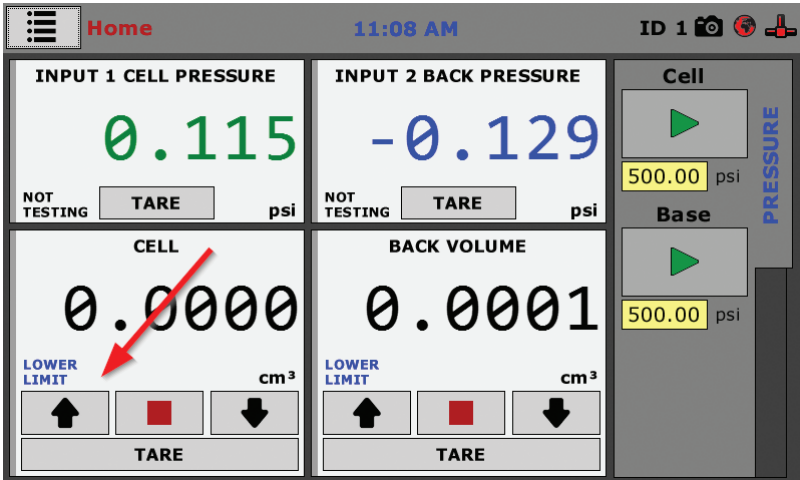 Home 11:08 AM ID 1
INPUT 1 CELL PRESSURE
0.115
NOT TESTING
TARE
psi
INPUT 2 BACK PRESSURE
-0.129
NOT TESTING
TARE
psi
CELL
0.0000
LOWER LIMIT
cm³
TARE
BACK VOLUME
0.0001
LOWER LIMIT
cm³
TARE
Cell
500.00 psi
Base
500.00 psi
PRESSURE